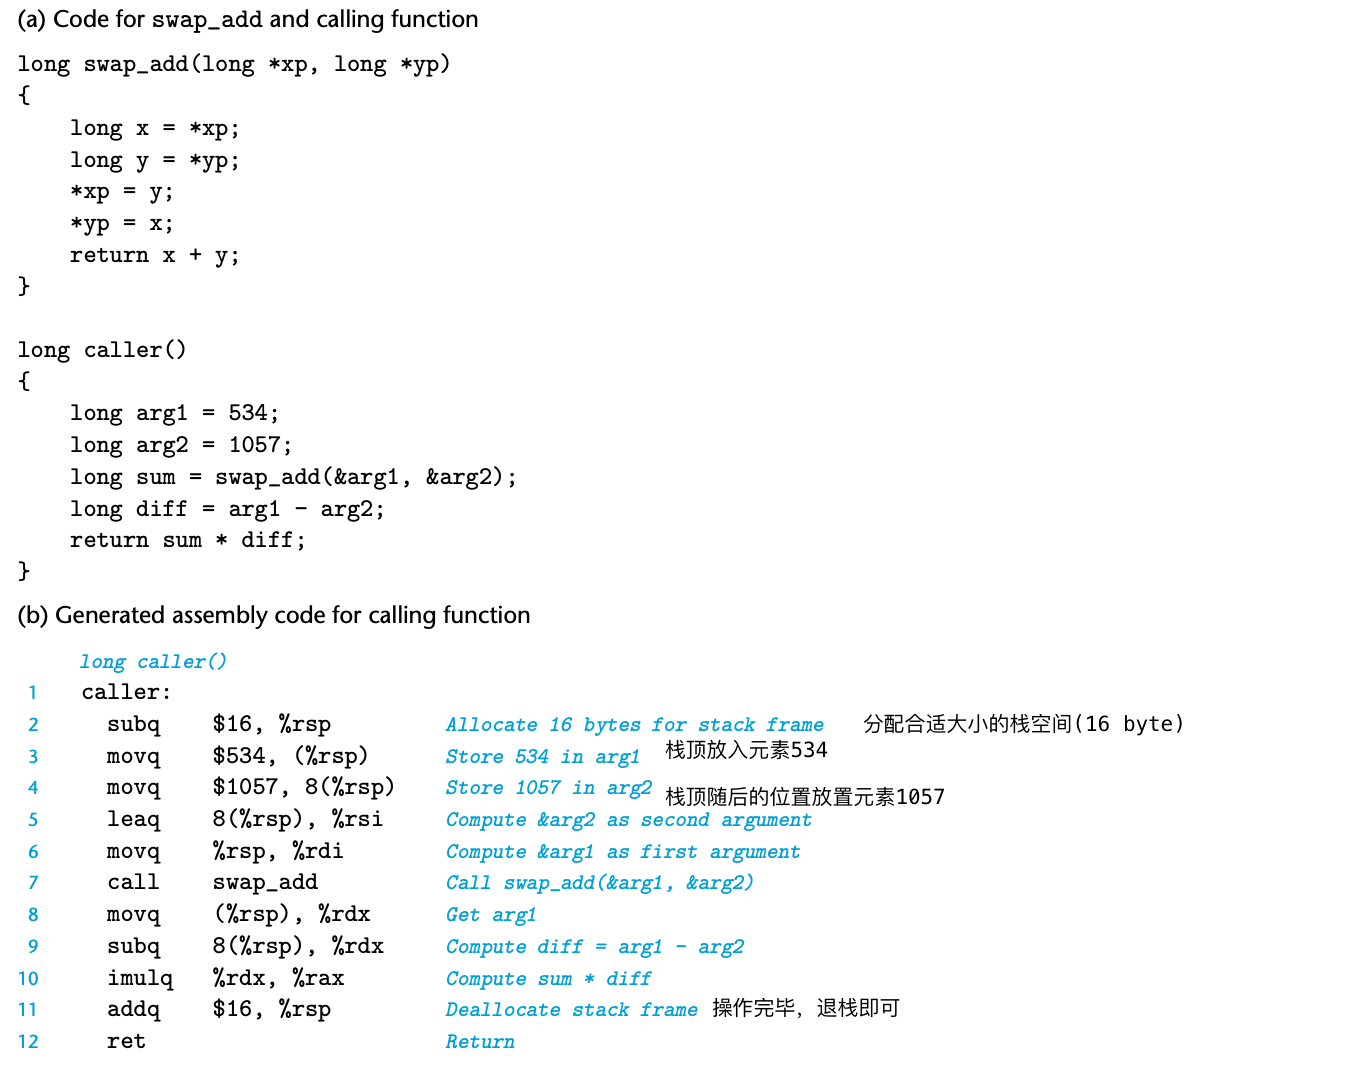 (a) Code for swap_add and calling function
long swap_add(long *xp, long *yp)
{
    long x = *xp;
    long y = *yp;
    *xp = y;
    *yp = x;
    return x + y;
}
long caller()
{
    long arg1 = 534;
    long arg2 = 1057;
    long sum = swap_add(&arg1, &arg2);
    long diff = arg1 - arg2;
    return sum * diff;
}
(b) Generated assembly code for calling function
long caller()
1 caller:
2 subq $16, %rsp Allocate 16 bytes for stack frame 分配合适大小的栈空间(16 byte)
3 movq $534, (%rsp) Store 534 in arg1 栈顶放入元素534
4 movq $1057, 8(%rsp) Store 1057 in arg2 栈顶随后的位置放置元素1057
5 leaq 8(%rsp), %rsi Compute &arg2 as second argument
6 movq %rsp, %rdi Compute &arg1 as first argument
7 call swap_add Call swap_add(&arg1, &arg2)
8 movq (%rsp), %rdx Get arg1
9 subq 8(%rsp), %rdx Compute diff = arg1 - arg2
10 imulq %rdx, %rax Compute sum * diff
11 addq $16, %rsp Deallocate stack frame 操作完毕，退栈即可
12 ret Return